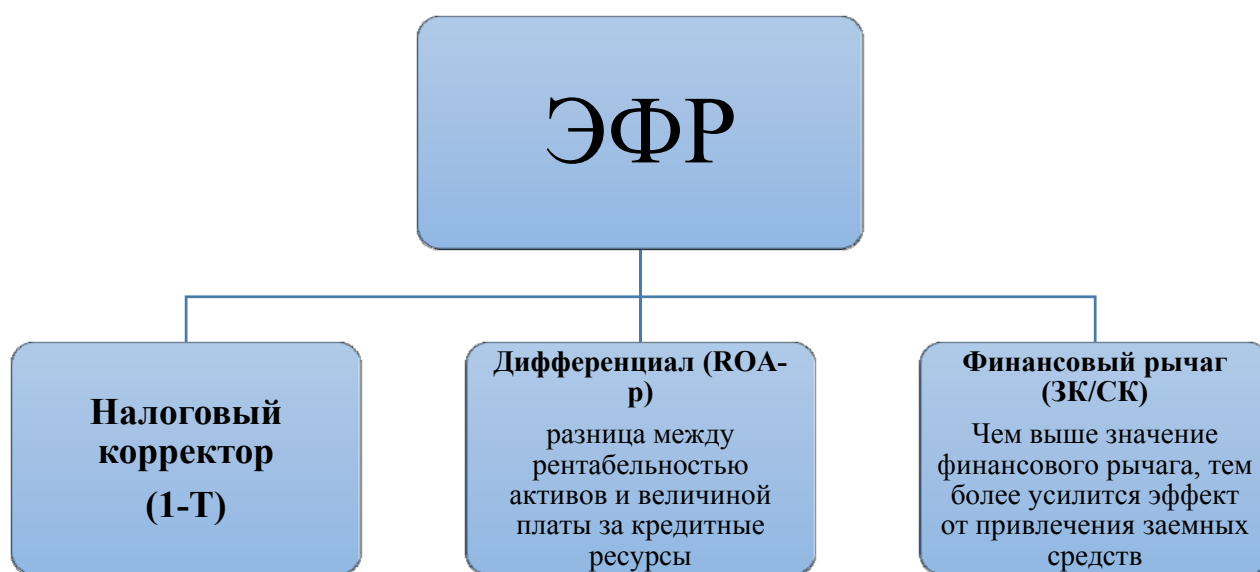 ЭФР
Налоговый
корректор
(1-Т)
Дифференциал (ROA-
p)
разница между
рентабельностью
активов и величиной
платы за кредитные
ресурсы
Финансовый рычаг
(ЗК/СК)
Чем выше значение
финансового рычага, тем
более усилится эффект
от привлечения заемных
средств